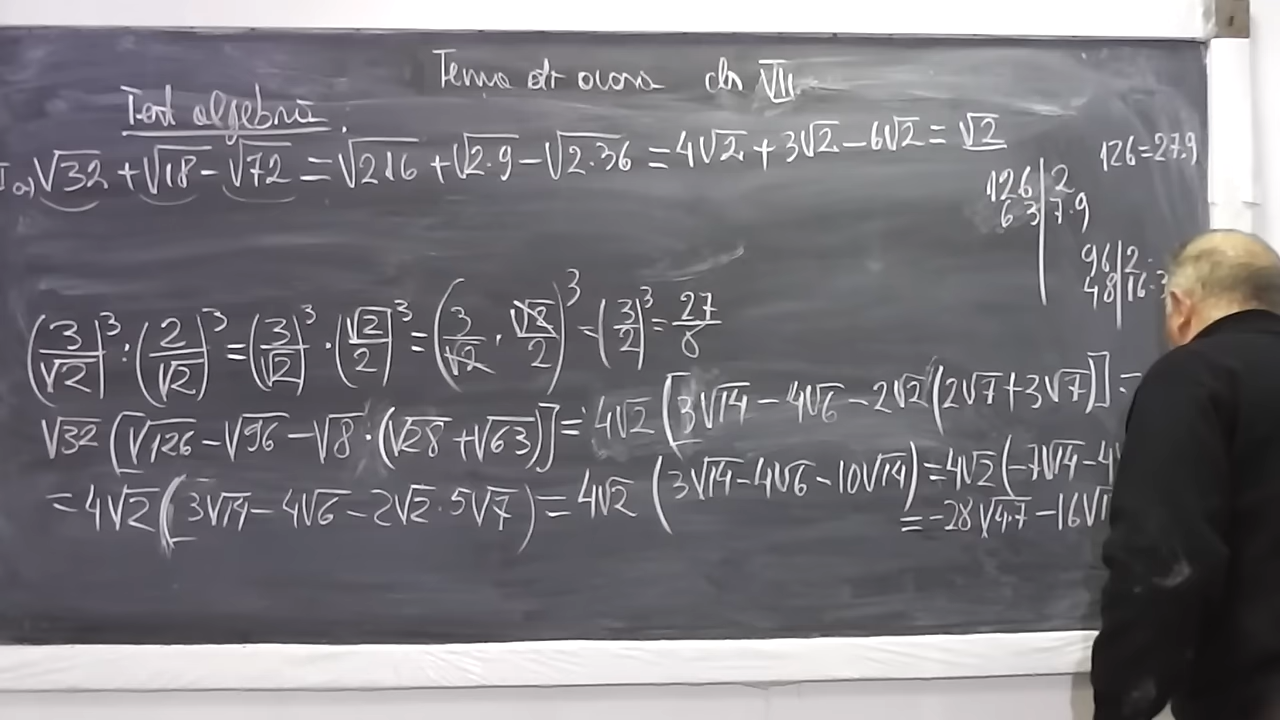 Tema de acasă cls VII
Test algebră
I a) √32 + √18 - √72 = √2·16 + √2·9 - √2·36 = 4√2 + 3√2 - 6√2 = √2
126=27·9
126 | 2
63 | 7·9
96 | 2
48 | 16·3
(3/√2)³ : (2/√2)³ = (3/√2)³ · (√2/2)³ = (3/√2 · √2/2)³ = (3/2)³ = 27/8
√32 [√126 - √96 - √8 · (√28 + √63)] = 4√2 [3√14 - 4√6 - 2√2 (2√7 + 3√7)] =
= 4√2 (3√14 - 4√6 - 2√2 · 5√7) = 4√2 (3√14 - 4√6 - 10√14) = 4√2 (-7√14 - 4√
= -28√4·7 - 16√1